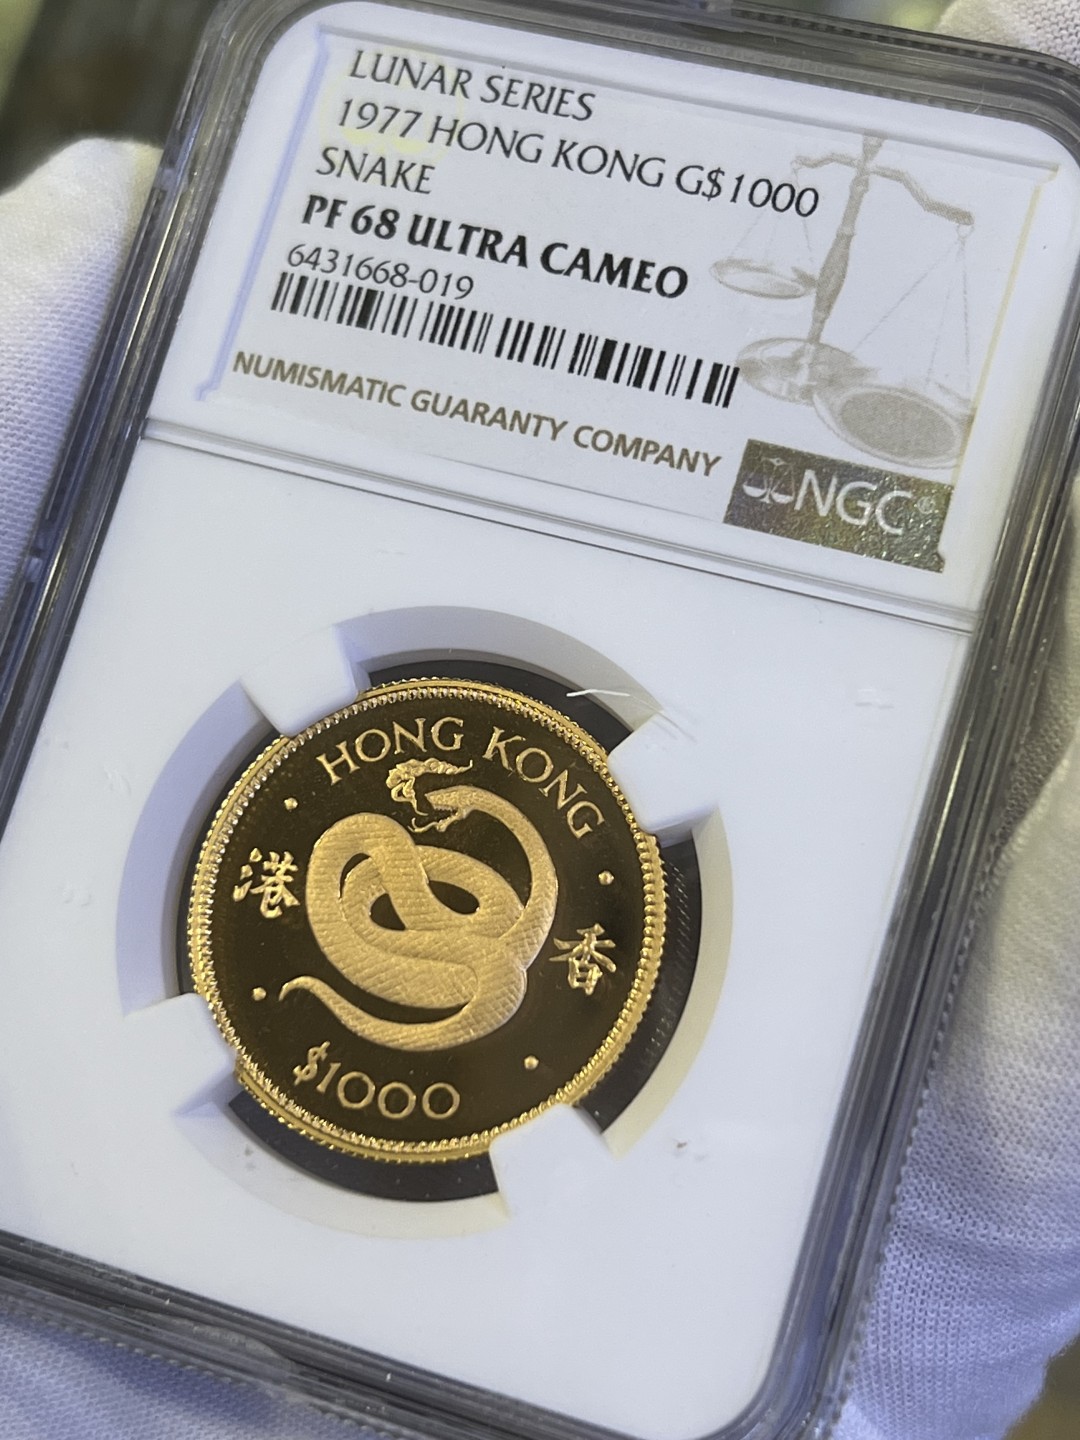 LUNAR SERIES
1977 HONG KONG G$1000
SNAKE
PF 68 ULTRA CAMEO
6431668-019
NUMISMATIC GUARANTY COMPANY
NGC
HONG KONG
港
香
$1000